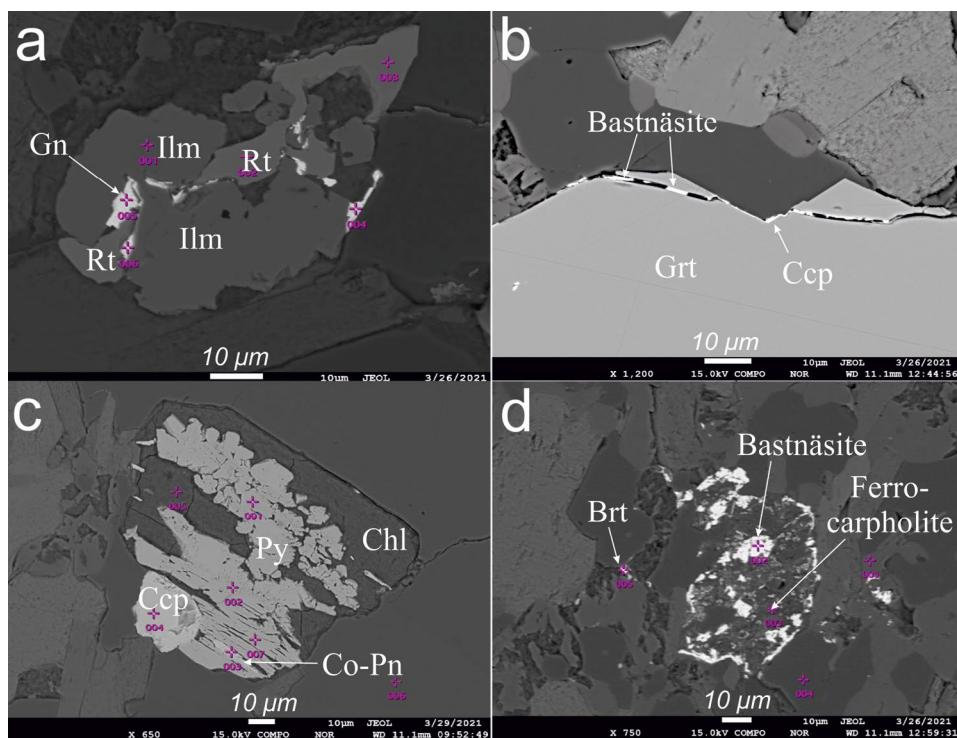 a
Gn
Ilm
001
003
Rt
002
005
004
Ilm
Rt
006
10 µm
10µm JEOL 3/26/2021
b
Bastnäsite
Grt
Ccp
10 µm
10µm JEOL 3/26/2021
X 1,200 15.0kV COMPO NOR WD 11.1mm 12:44:56
c
005
001
Py
Chl
002
Ccp
004
007
003
Co-Pn
006
10 µm
10µm JEOL 3/29/2021
X 650 15.0kV COMPO NOR WD 11.1mm 09:52:49
d
Bastnäsite
Ferro-
carpholite
Brt
003
005
004
10 µm
10µm JEOL 3/26/2021
X 750 15.0kV COMPO NOR WD 11.1mm 12:59:31